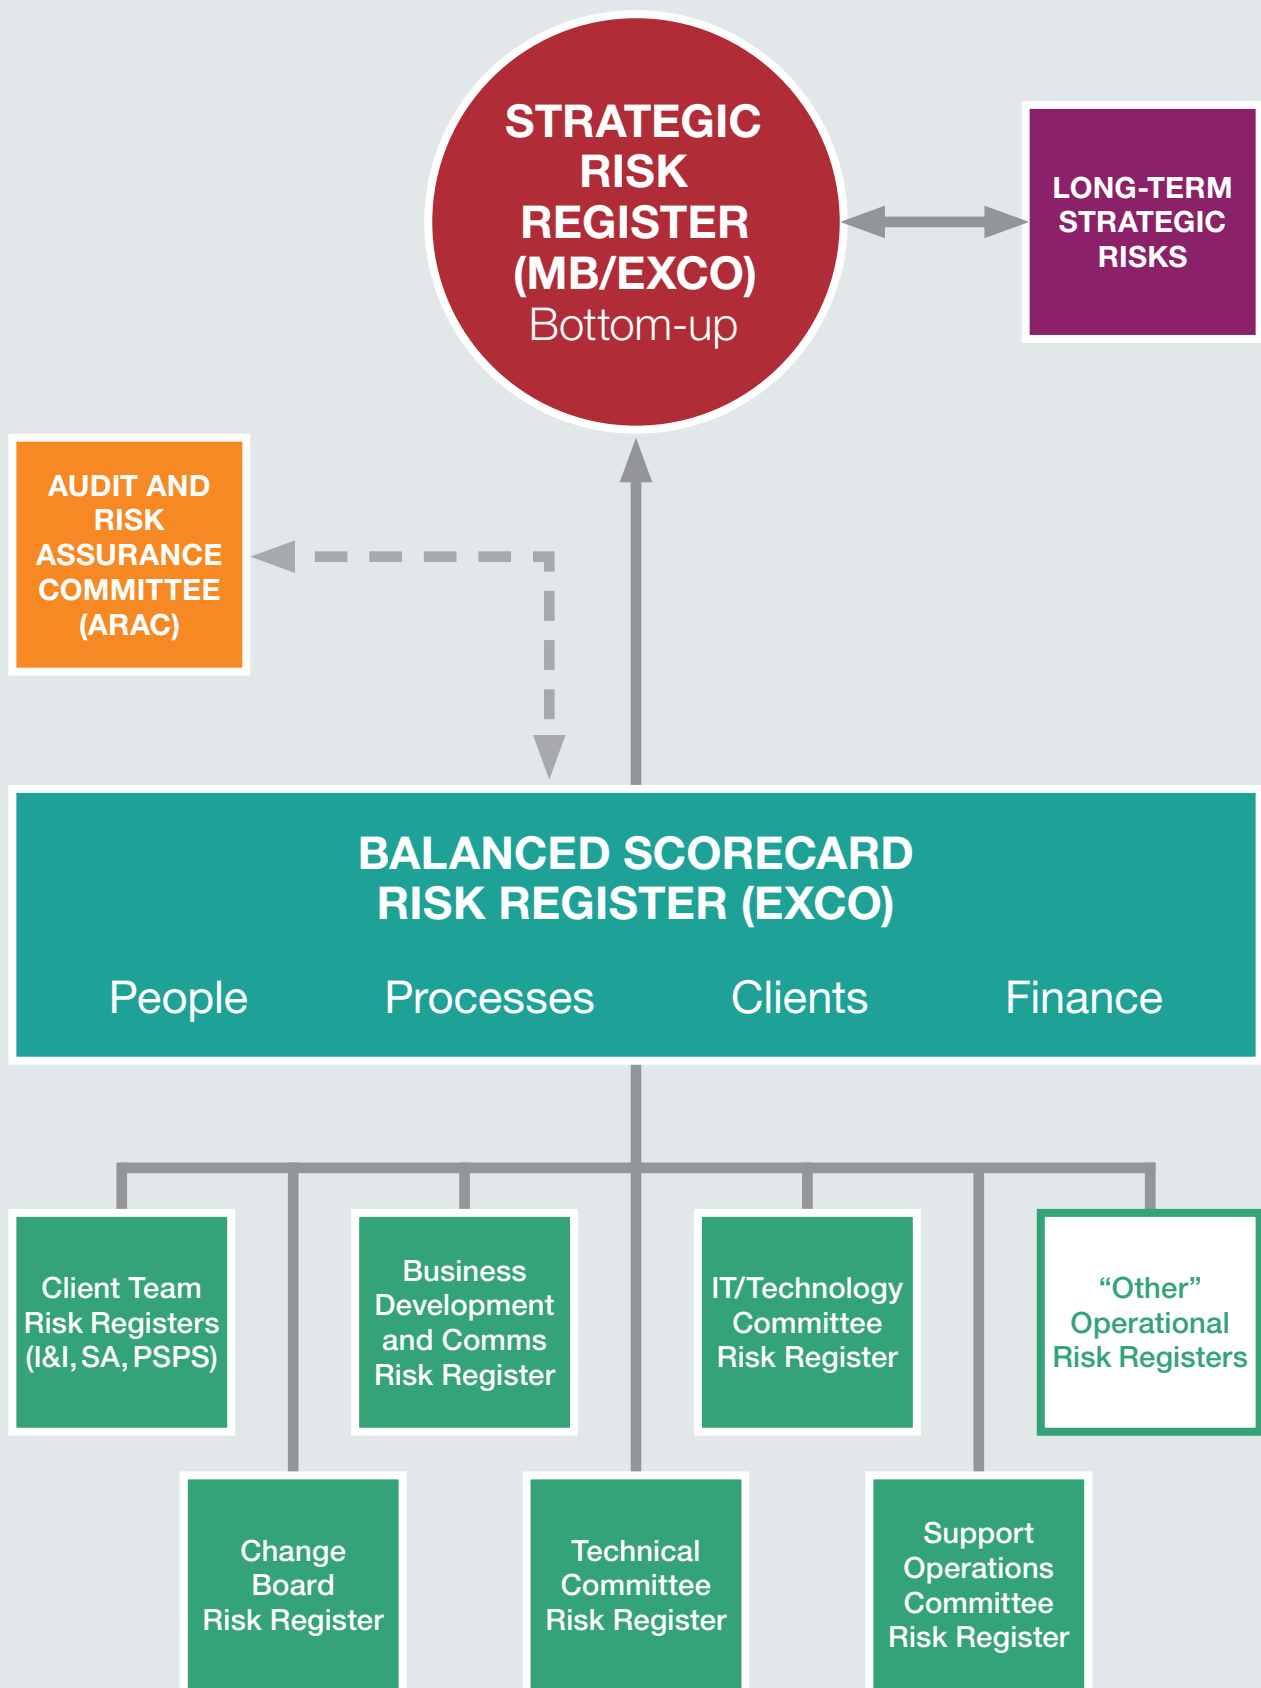 STRATEGIC
RISK
REGISTER
(MB/EXCO)
Bottom-up
LONG-TERM
STRATEGIC
RISKS
AUDIT AND
RISK
ASSURANCE
COMMITTEE
(ARAC)
BALANCED SCORECARD
RISK REGISTER (EXCO)
People Processes Clients Finance
Client Team
Risk Registers
(I&I, SA, PSPS)
Business
Development
and Comms
Risk Register
IT/Technology
Committee
Risk Register
“Other”
Operational
Risk Registers
Change
Board
Risk Register
Technical
Committee
Risk Register
Support
Operations
Committee
Risk Register